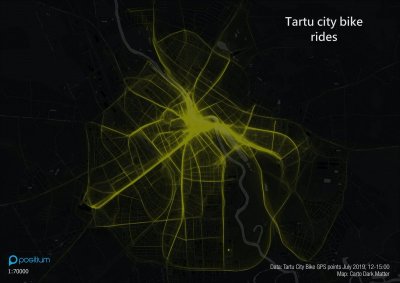 Tartu city bike
rides
positium
1:70000
Data: Tartu City Bike GPS points July 2019, 12-15:00
Map: Carto Dark Matter